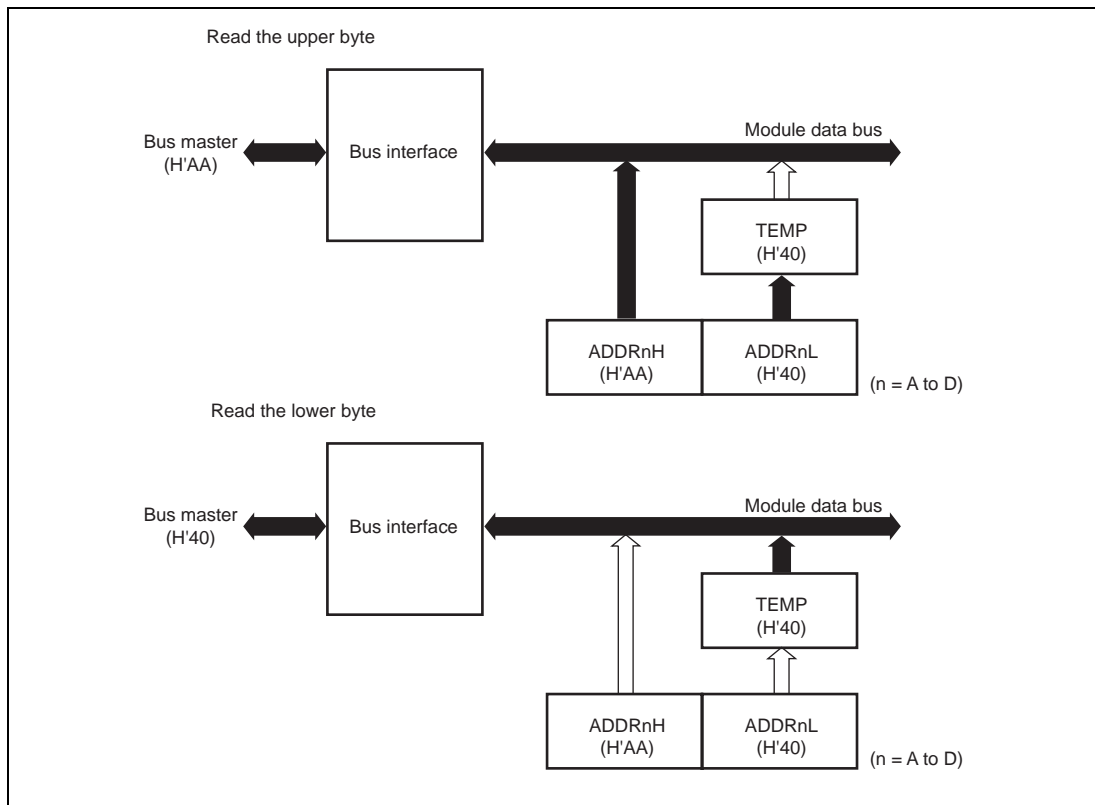 Read the upper byte
Bus master
(H'AA)
Bus interface
Module data bus
TEMP
(H'40)
ADDRnH
(H'AA)
ADDRnL
(H'40)
(n = A to D)
Read the lower byte
Bus master
(H'40)
Bus interface
Module data bus
TEMP
(H'40)
ADDRnH
(H'AA)
ADDRnL
(H'40)
(n = A to D)